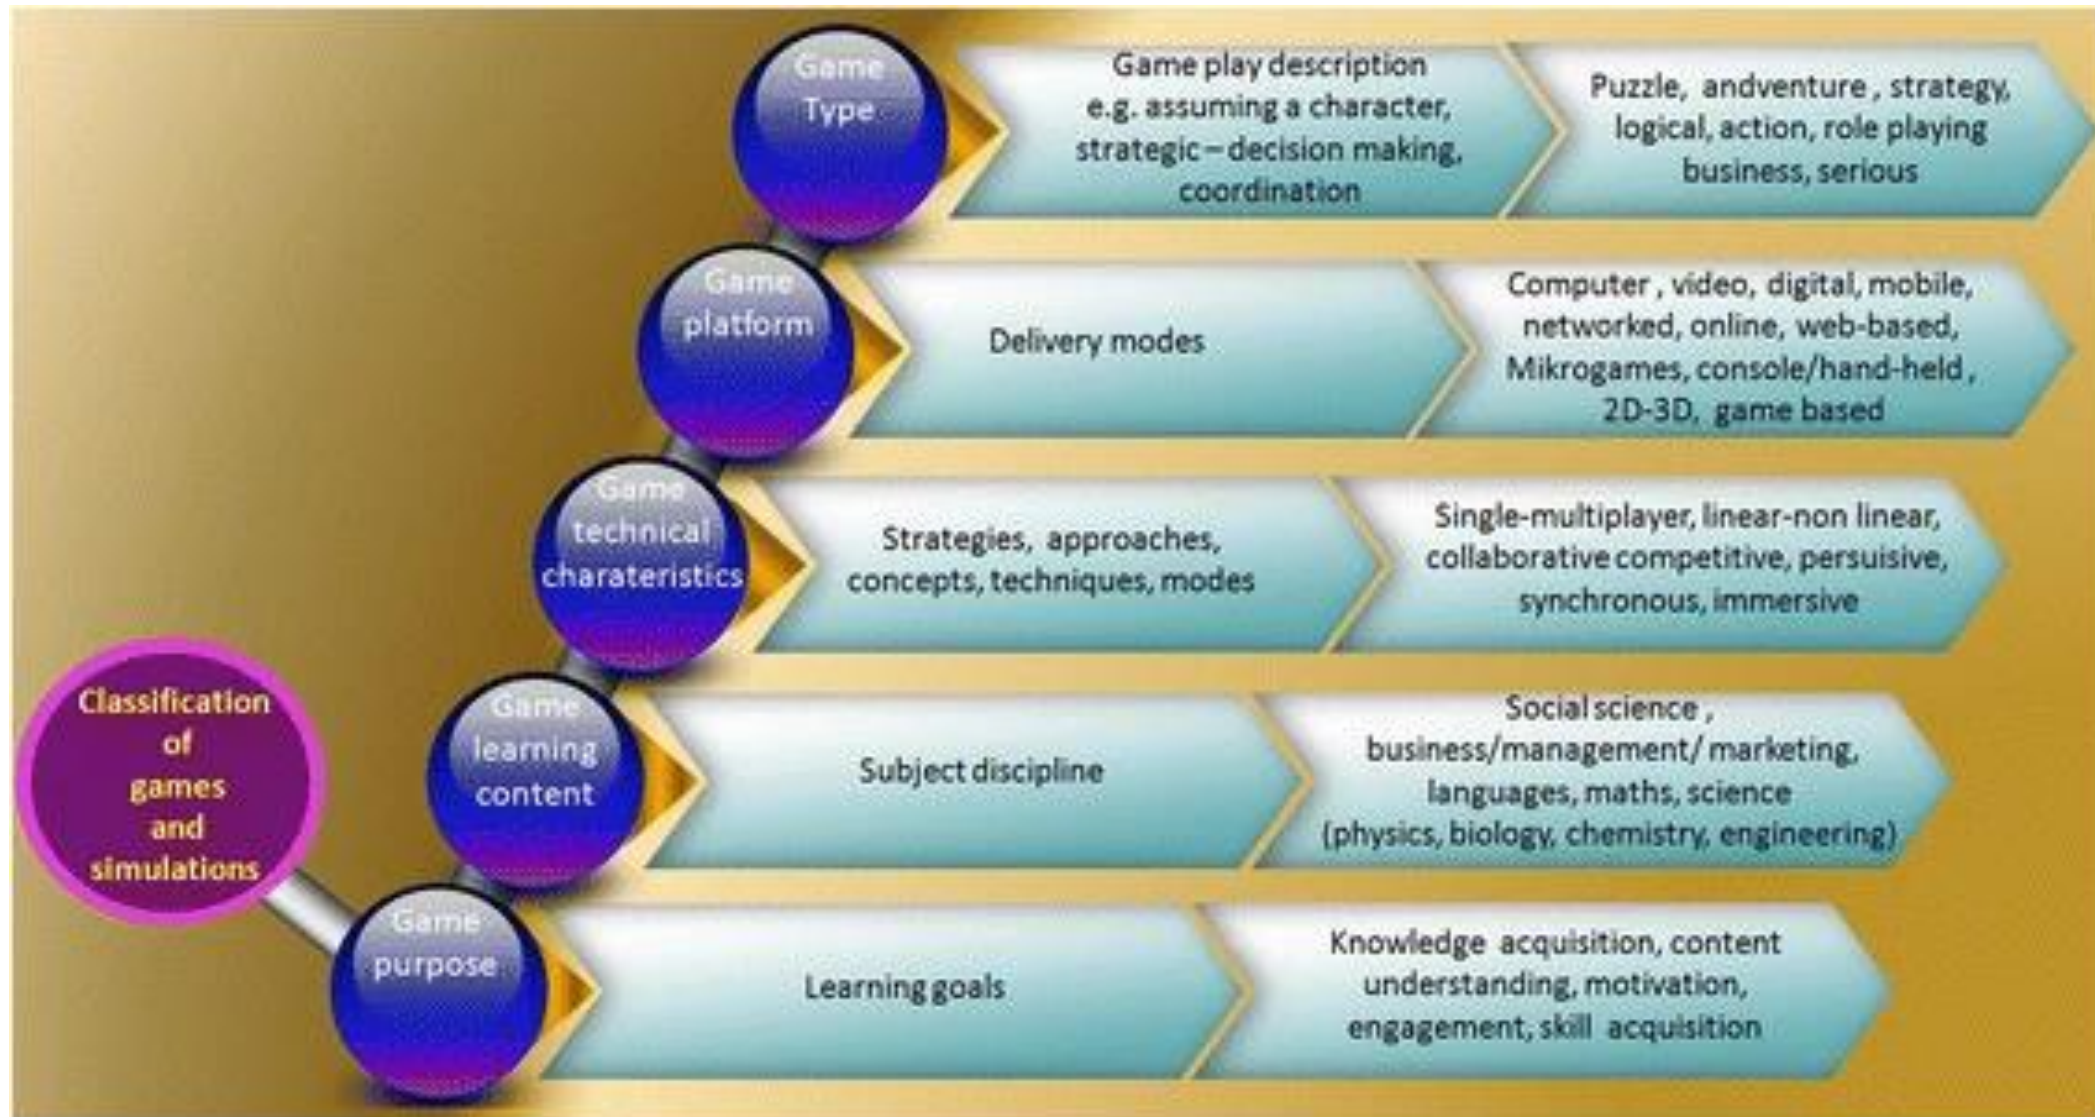 Game
Type
Game play description
e.g. assuming a character,
strategic – decision making,
coordination
Puzzle, andventure , strategy,
logical, action, role playing
business, serious
Game
platform
Delivery modes
Computer , video, digital, mobile,
networked, online, web-based,
Mikrogames, console/hand-held ,
2D-3D, game based
Game
technical
charateristics
Strategies, approaches,
concepts, techniques, modes
Single-multiplayer, linear-non linear,
collaborative competitive, persuisive,
synchronous, immersive
Classification
of
games
and
simulations
Game
learning
content
Subject discipline
Social science ,
business/management/ marketing,
languages, maths, science
(physics, biology, chemistry, engineering)
Game
purpose
Learning goals
Knowledge acquisition, content
understanding, motivation,
engagement, skill acquisition